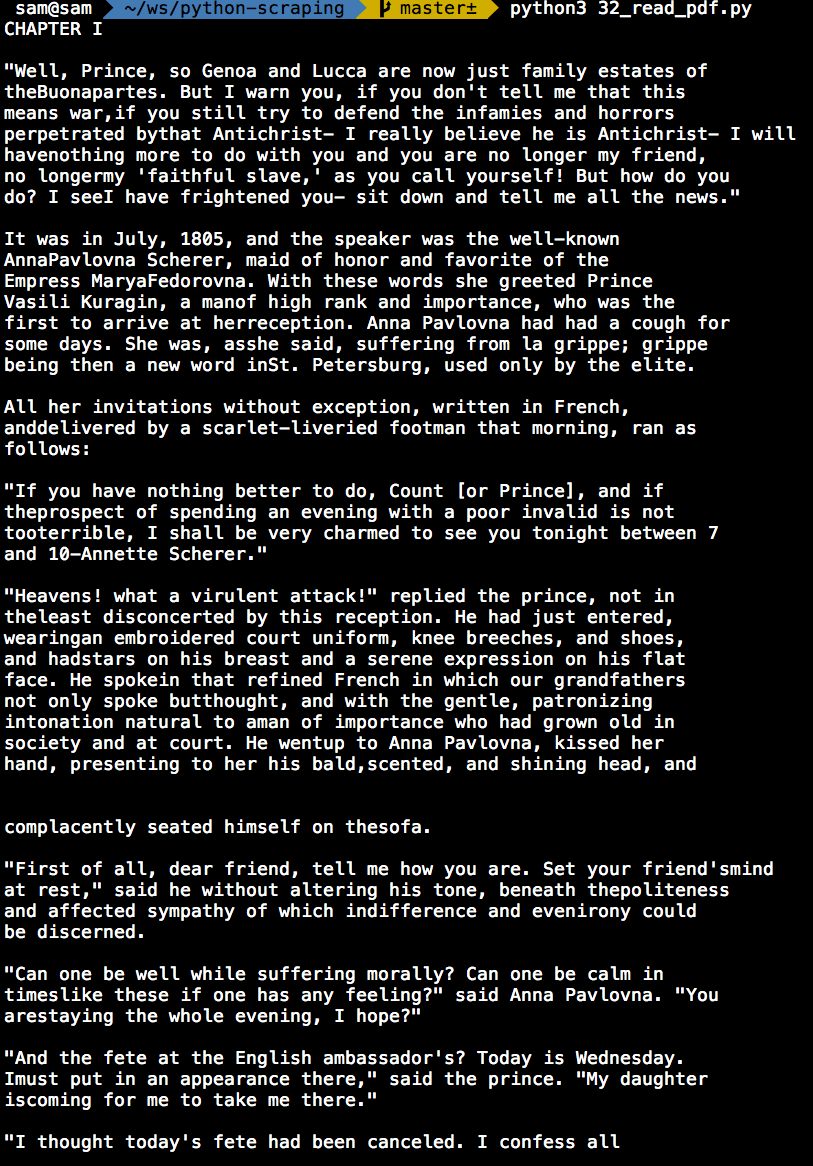 sam@sam ~/ws/python-scraping master± python3 32_read_pdf.py
CHAPTER I
"Well, Prince, so Genoa and Lucca are now just family estates of
theBuonapartes. But I warn you, if you don't tell me that this
means war,if you still try to defend the infamies and horrors
perpetrated bythat Antichrist- I really believe he is Antichrist- I will
havenothing more to do with you and you are no longer my friend,
no longermy 'faithful slave,' as you call yourself! But how do you
do? I seeI have frightened you- sit down and tell me all the news."
It was in July, 1805, and the speaker was the well-known
AnnaPavlovna Scherer, maid of honor and favorite of the
Empress MaryaFedorovna. With these words she greeted Prince
Vasili Kuragin, a manof high rank and importance, who was the
first to arrive at herreception. Anna Pavlovna had had a cough for
some days. She was, asshe said, suffering from la grippe; grippe
being then a new word inSt. Petersburg, used only by the elite.
All her invitations without exception, written in French,
anddelivered by a scarlet-liveried footman that morning, ran as
follows:
"If you have nothing better to do, Count [or Prince], and if
theprospect of spending an evening with a poor invalid is not
tooterrible, I shall be very charmed to see you tonight between 7
and 10-Annette Scherer."
"Heavens! what a virulent attack!" replied the prince, not in
theleast disconcerted by this reception. He had just entered,
wearingan embroidered court uniform, knee breeches, and shoes,
and hadstars on his breast and a serene expression on his flat
face. He spokein that refined French in which our grandfathers
not only spoke butthought, and with the gentle, patronizing
intonation natural to aman of importance who had grown old in
society and at court. He wentup to Anna Pavlovna, kissed her
hand, presenting to her his bald,scented, and shining head, and
complacently seated himself on thesofa.
"First of all, dear friend, tell me how you are. Set your friend'smind
at rest," said he without altering his tone, beneath thepoliteness
and affected sympathy of which indifference and evenirony could
be discerned.
"Can one be well while suffering morally? Can one be calm in
timeslike these if one has any feeling?" said Anna Pavlovna. "You
arestaying the whole evening, I hope?"
"And the fete at the English ambassador's? Today is Wednesday.
Imust put in an appearance there," said the prince. "My daughter
iscoming for me to take me there."
"I thought today's fete had been canceled. I confess all